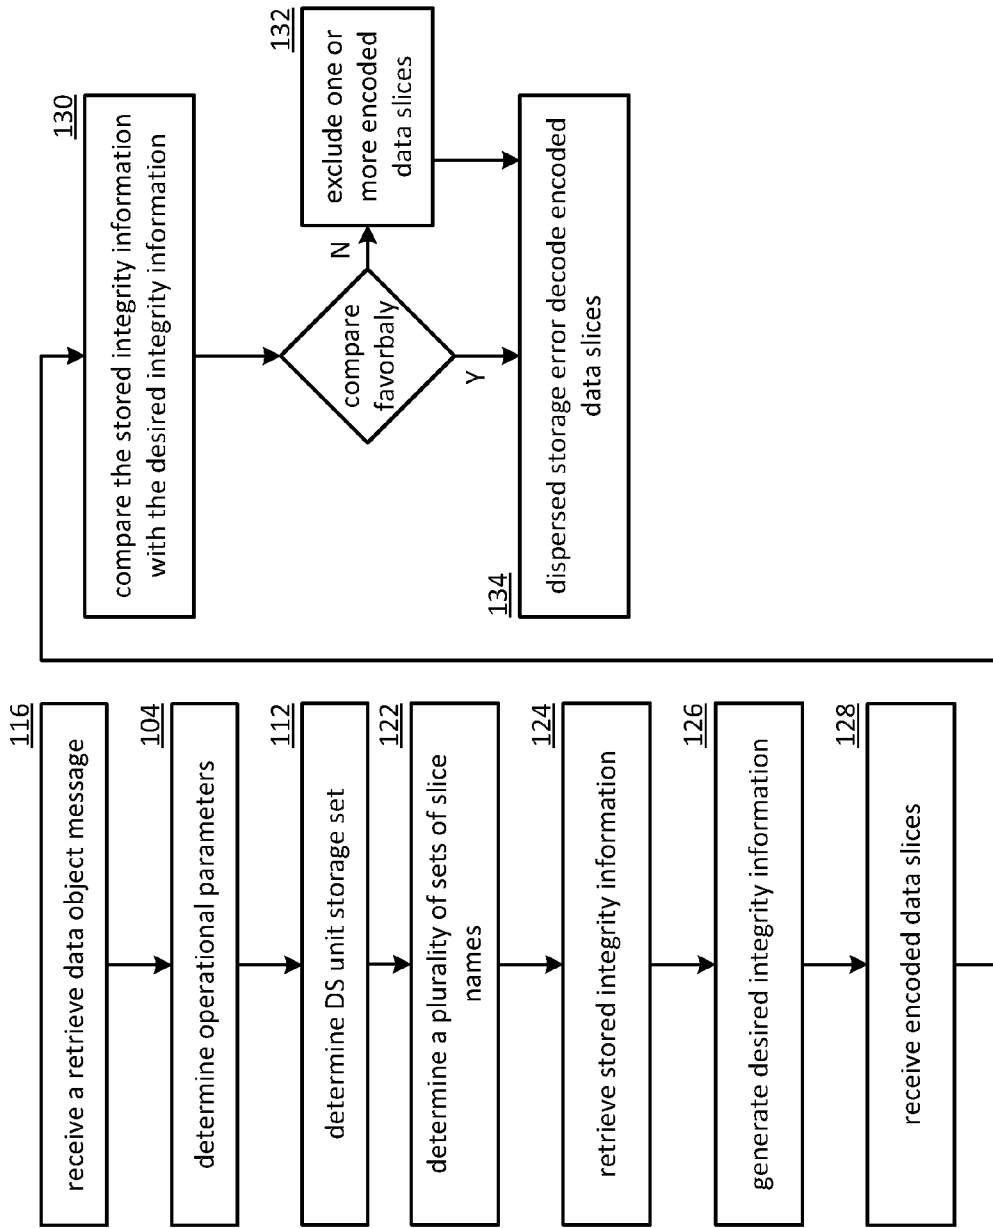 116
receive a retrieve data object message
104
determine operational parameters
112
determine DS unit storage set
122
determine a plurality of sets of slice
names
124
retrieve stored integrity information
126
generate desired integrity information
128
receive encoded data slices
130
compare the stored integrity information
with the desired integrity information
compare
favorbaly
N
Y
132
exclude one or
more encoded
data slices
134
dispersed storage error decode encoded
data slices